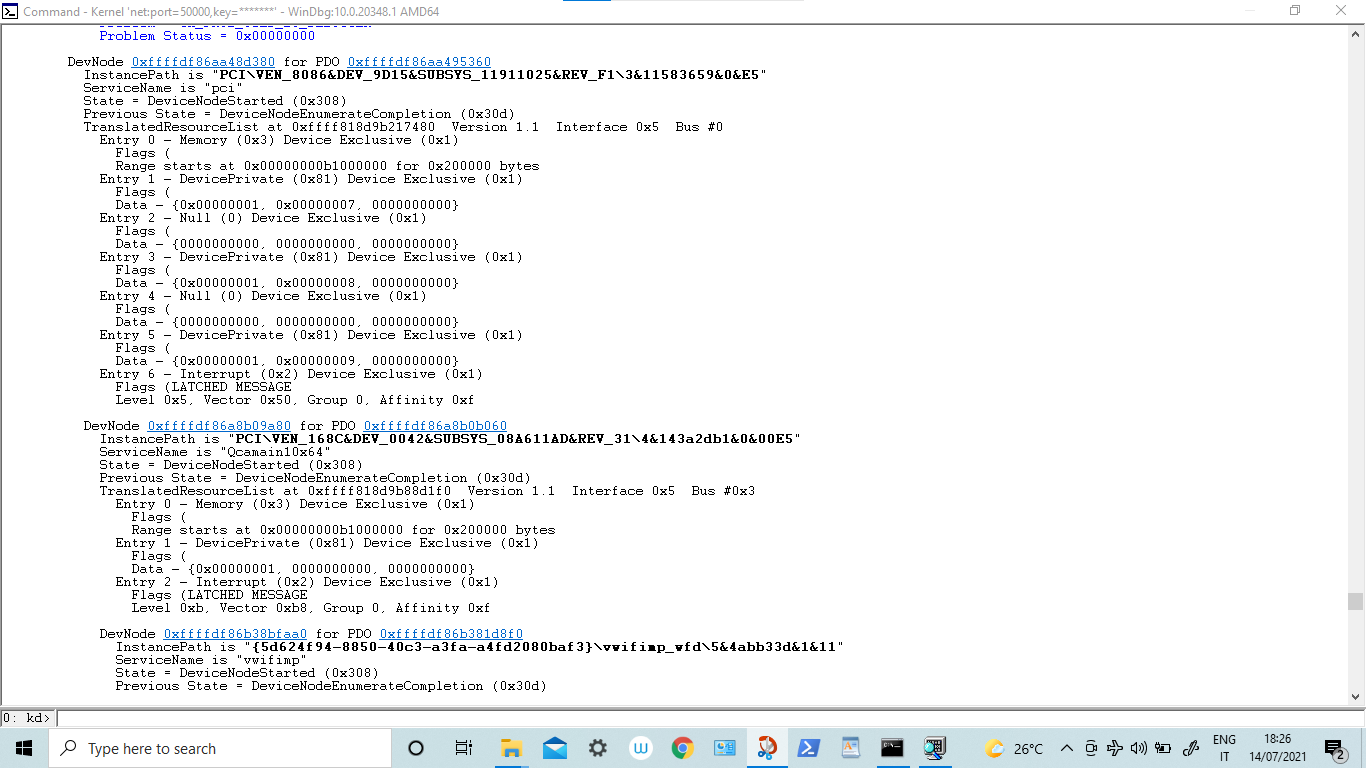 Command - Kernel 'net:port=50000,key=*******' - WinDbg:10.0.20348.1 AMD64
Problem Status = 0x00000000
DevNode 0xffffdf86aa48d380 for PDO 0xffffdf86aa495360
InstancePath is "PCI\VEN_8086&DEV_9D15&SUBSYS_11911025&REV_F1\3&11583659&0&E5"
ServiceName is "pci"
State = DeviceNodeStarted (0x308)
Previous State = DeviceNodeEnumerateCompletion (0x30d)
TranslatedResourceList at 0xffff818d9b217480  Version 1.1  Interface 0x5  Bus #0
Entry 0 - Memory (0x3) Device Exclusive (0x1)
Flags (
Range starts at 0x00000000b1000000 for 0x200000 bytes
Entry 1 - DevicePrivate (0x81) Device Exclusive (0x1)
Flags (
Data - {0x00000001, 0x00000007, 0000000000}
Entry 2 - Null (0) Device Exclusive (0x1)
Flags (
Data - {0000000000, 0000000000, 0000000000}
Entry 3 - DevicePrivate (0x81) Device Exclusive (0x1)
Flags (
Data - {0x00000001, 0x00000008, 0000000000}
Entry 4 - Null (0) Device Exclusive (0x1)
Flags (
Data - {0000000000, 0000000000, 0000000000}
Entry 5 - DevicePrivate (0x81) Device Exclusive (0x1)
Flags (
Data - {0x00000001, 0x00000009, 0000000000}
Entry 6 - Interrupt (0x2) Device Exclusive (0x1)
Flags (LATCHED MESSAGE
Level 0x5, Vector 0x50, Group 0, Affinity 0xf
DevNode 0xffffdf86a8b09a80 for PDO 0xffffdf86a8b0b060
InstancePath is "PCI\VEN_168C&DEV_0042&SUBSYS_08A611AD&REV_31\4&143a2db1&0&00E5"
ServiceName is "Qcamain10x64"
State = DeviceNodeStarted (0x308)
Previous State = DeviceNodeEnumerateCompletion (0x30d)
TranslatedResourceList at 0xffff818d9b88d1f0  Version 1.1  Interface 0x5  Bus #0x3
Entry 0 - Memory (0x3) Device Exclusive (0x1)
Flags (
Range starts at 0x00000000b1000000 for 0x200000 bytes
Entry 1 - DevicePrivate (0x81) Device Exclusive (0x1)
Flags (
Data - {0x00000001, 0000000000, 0000000000}
Entry 2 - Interrupt (0x2) Device Exclusive (0x1)
Flags (LATCHED MESSAGE
Level 0xb, Vector 0xb8, Group 0, Affinity 0xf
DevNode 0xffffdf86b38bfaa0 for PDO 0xffffdf86b381d8f0
InstancePath is "{5d624f94-8850-40c3-a3fa-a4fd2080baf3}\vwifimp_wfd\5&4abb33d&1&11"
ServiceName is "vwifimp"
State = DeviceNodeStarted (0x308)
Previous State = DeviceNodeEnumerateCompletion (0x30d)
0: kd>
Type here to search
26°C
ENG
IT
18:26
14/07/2021
2